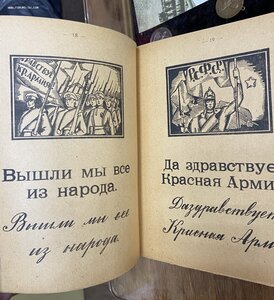 — 18 —
Вышли мы все
из народа.
Вышли мы все
из народа.
— 19 —
РСФСР
Да здравствуе
Красная Арми
Да здравствует
Красная Арм